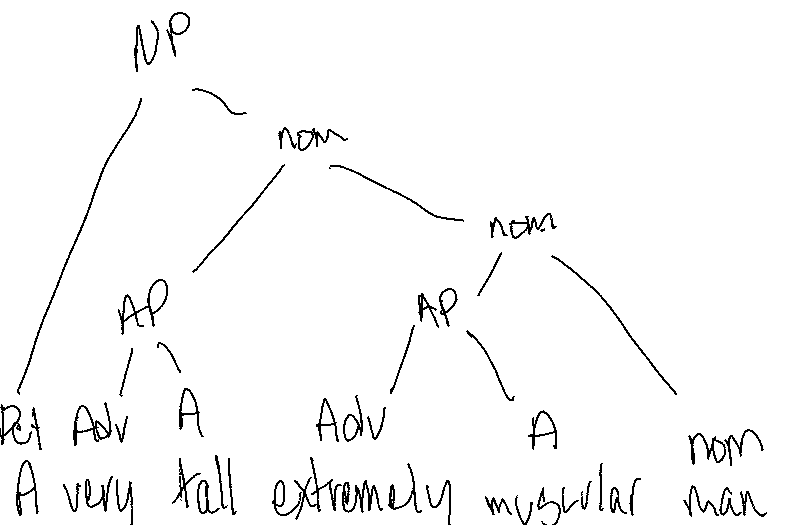 NP
nom
nom
AP AP
Det Adv A Adv A nom
A very tall extremely muscular man